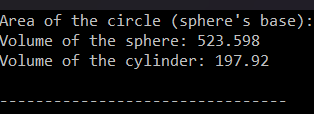 Area of the circle (sphere's base):
Volume of the sphere: 523.598
Volume of the cylinder: 197.92
--------------------------------